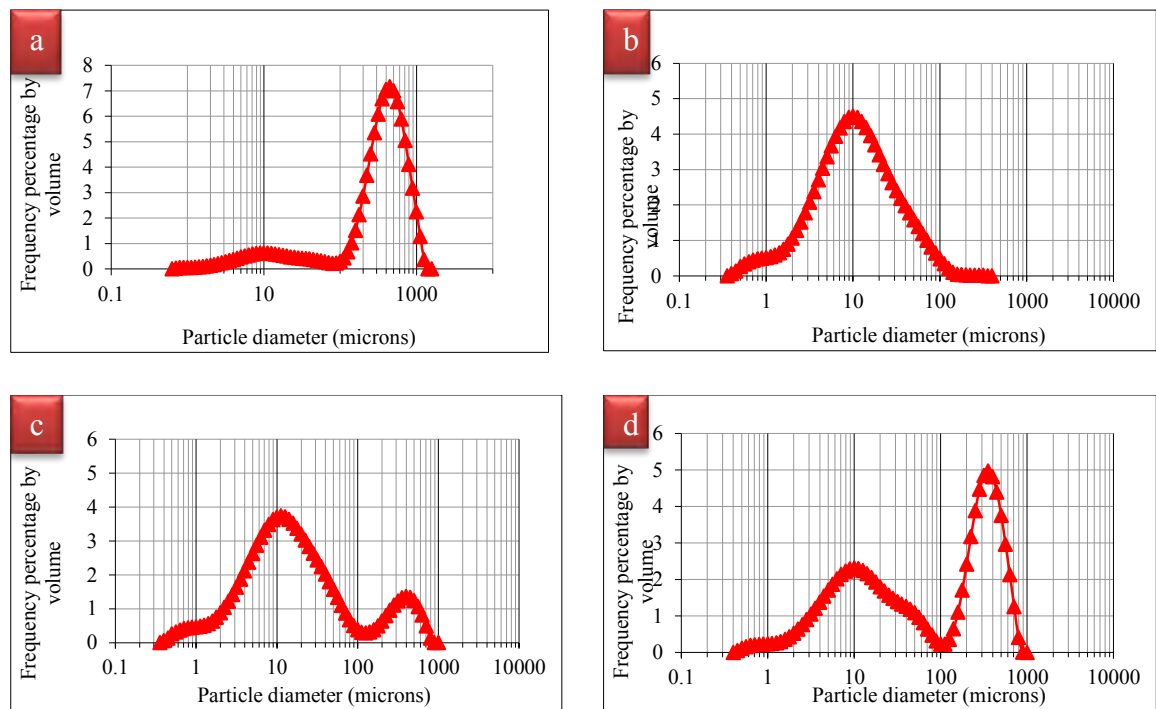 a
Frequency percentage by
volume
8
7
6
5
4
3
2
1
0
0.1 10 1000
Particle diameter (microns)
b
Frequency percentage by
volume
6
5
4
3
2
1
0
0.1 1 10 100 1000 10000
Particle diameter (microns)
c
Frequency percentage by
volume
6
5
4
3
2
1
0
0.1 1 10 100 1000 10000
Particle diameter (microns)
d
Frequency percentage by
volume
6
5
4
3
2
1
0
0.1 1 10 100 1000 10000
Particle diameter (microns)